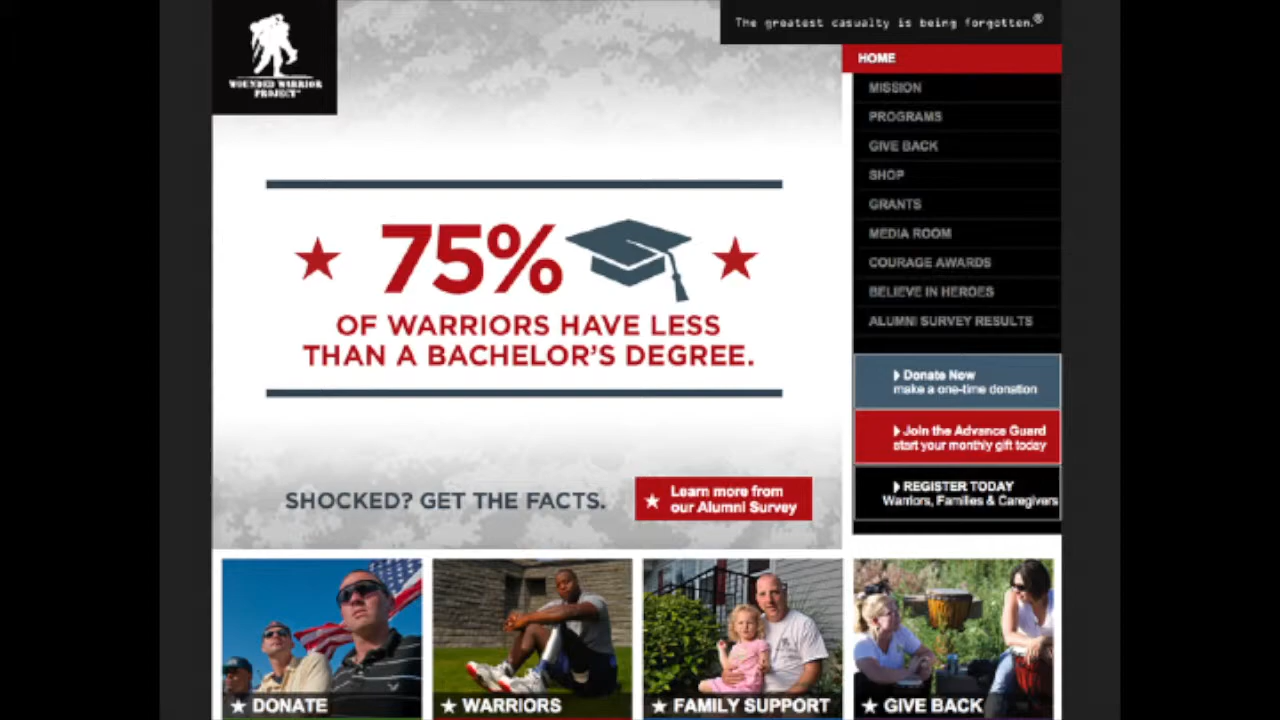 WOUNDED WARRIOR
PROJECT
The greatest casualty is being forgotten.®
HOME
MISSION
PROGRAMS
GIVE BACK
SHOP
GRANTS
MEDIA ROOM
COURAGE AWARDS
BELIEVE IN HEROES
ALUMNI SURVEY RESULTS
75%
OF WARRIORS HAVE LESS
THAN A BACHELOR'S DEGREE.
SHOCKED? GET THE FACTS.
Learn more from
our Alumni Survey
Donate Now
make a one-time donation
Join the Advance Guard
start your monthly gift today
REGISTER TODAY
Warriors, Families & Caregivers
DONATE
WARRIORS
FAMILY SUPPORT
GIVE BACK